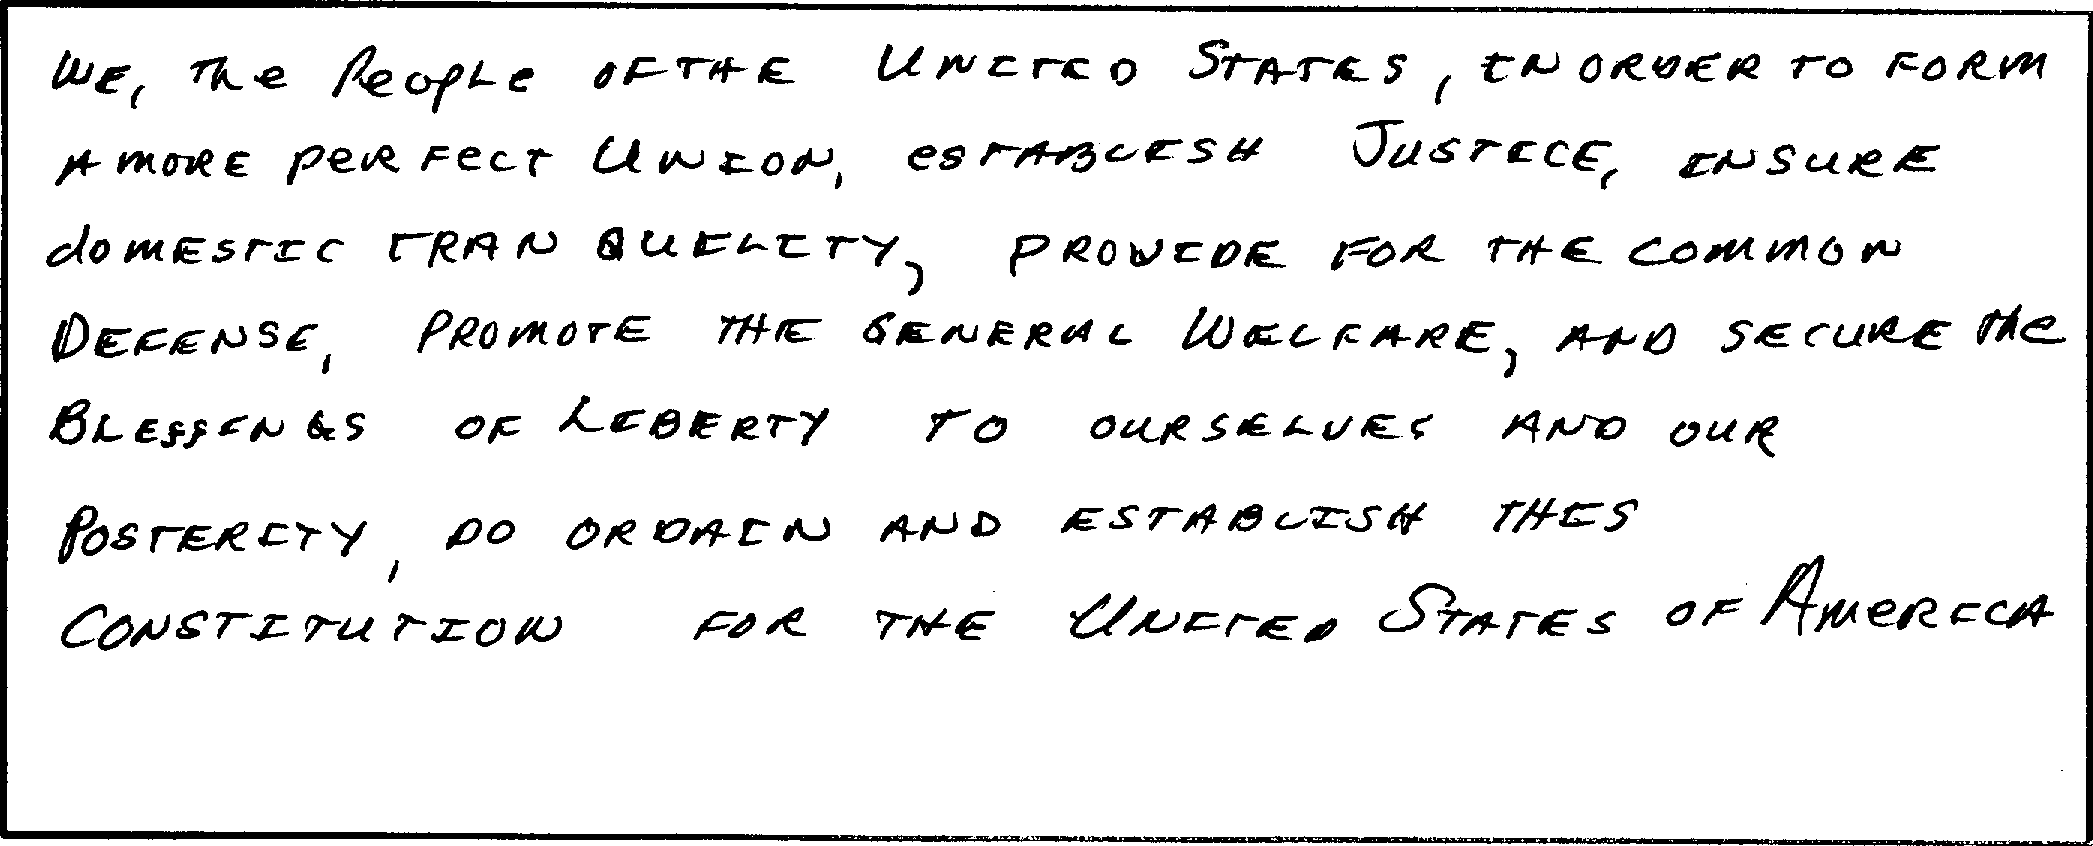 We, the People of the United States, in order to form
a more perfect Union, establish Justice, insure
domestic tranquility, provide for the common
Defense, promote the general Welfare, and secure the
Blessings of Liberty to ourselves and our
Posterity, do ordain and establish this
Constitution for the United States of America